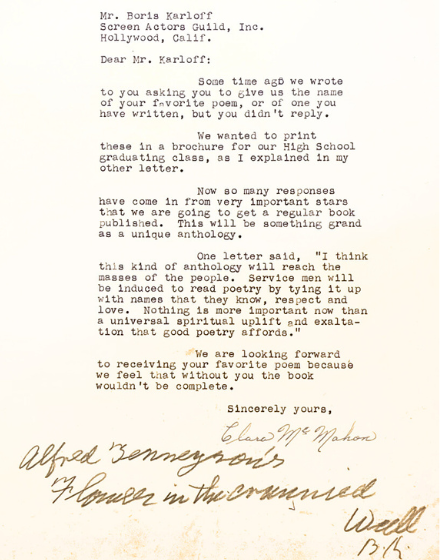 Mr. Boris Karloff
Screen Actors Guild, Inc.
Hollywood, Calif.
Dear Mr. Karloff:
Some time ago we wrote
to you asking you to give us the name
of your favorite poem, or of one you
have written, but you didn't reply.
We wanted to print
these in a brochure for our High School
graduating class, as I explained in my
other letter.
Now so many responses
have come in from very important stars
that we are going to get a regular book
published. This will be something grand
as a unique anthology.
One letter said, "I think
this kind of anthology will reach the
masses of the people. Service men will
be induced to read poetry by tying it up
with names that they know, respect and
love. Nothing is more important now than
a universal spiritual uplift and exalta-
tion that good poetry affords."
We are looking forward
to receiving your favorite poem because
we feel that without you the book
wouldn't be complete.
Sincerely yours,
Clara McMahon
Alfred Tenneyson's
Flower in the crannied
Wall
B.K.